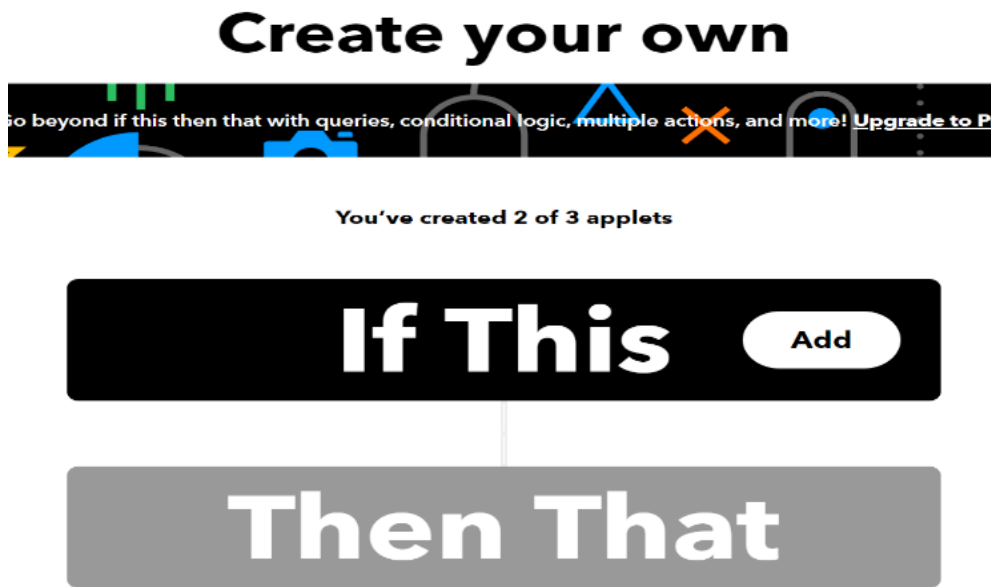 Create your own
Go beyond if this then that with queries, conditional logic, multiple actions, and more! Upgrade to P
You've created 2 of 3 applets
If This
Add
Then That